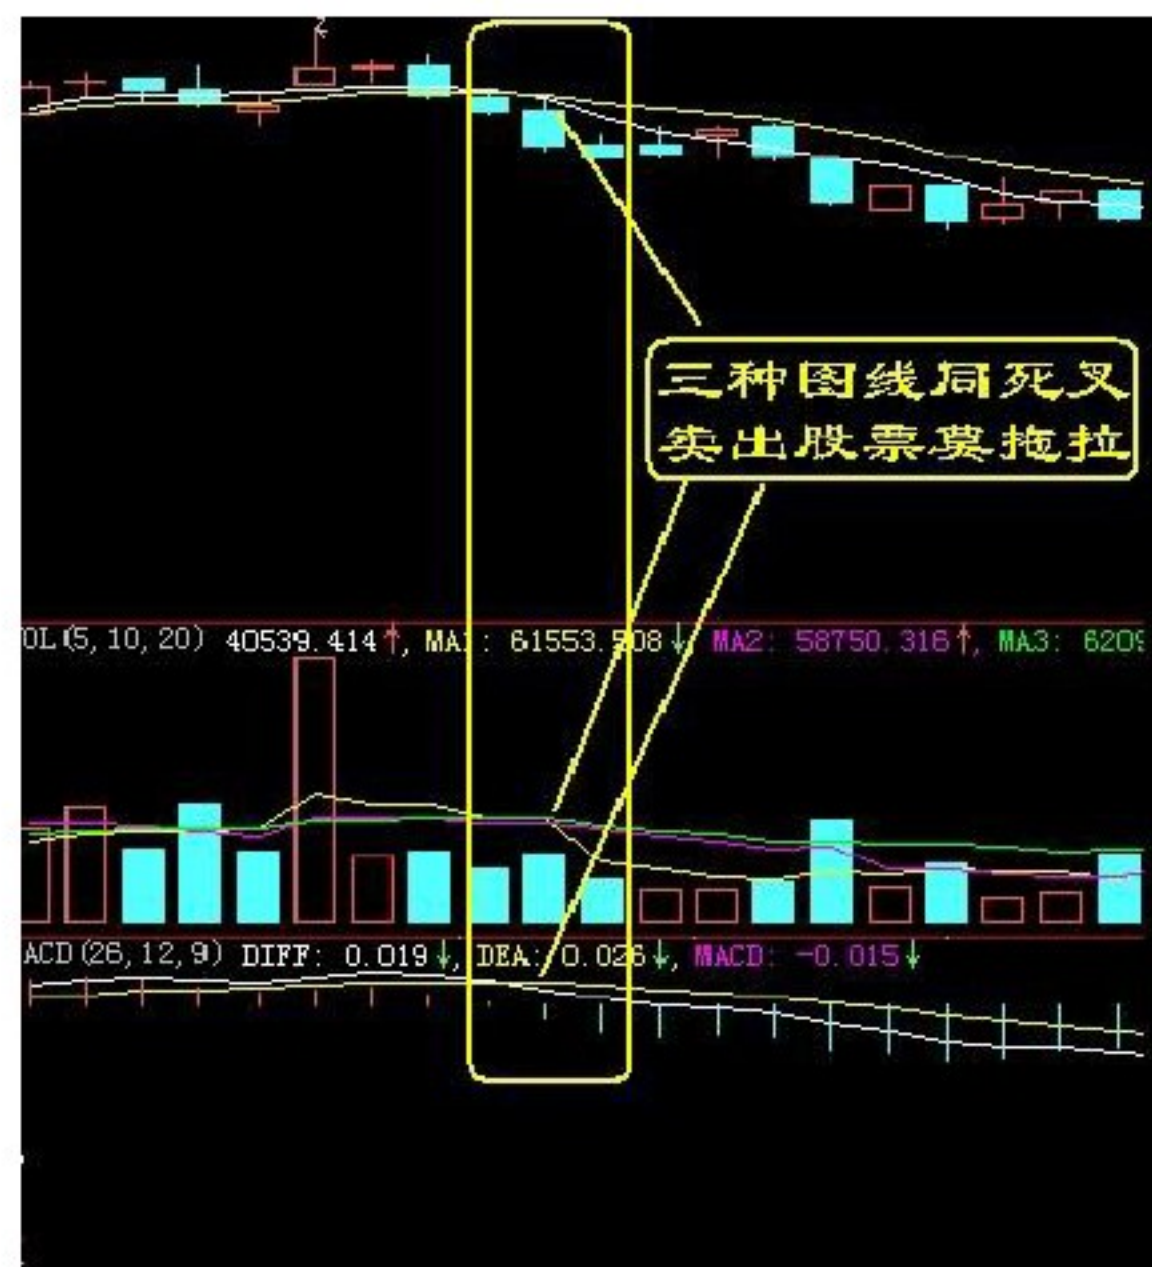 三种图线同死叉
卖出股票莫拖拉
OL(5,10,20) 40539.414↑, MA1: 61553.508↓, MA2: 58750.316↑, MA3: 6209
ACD(26,12,9) DIFF: 0.019↓, DEA: 0.026↓, MACD: -0.015↓